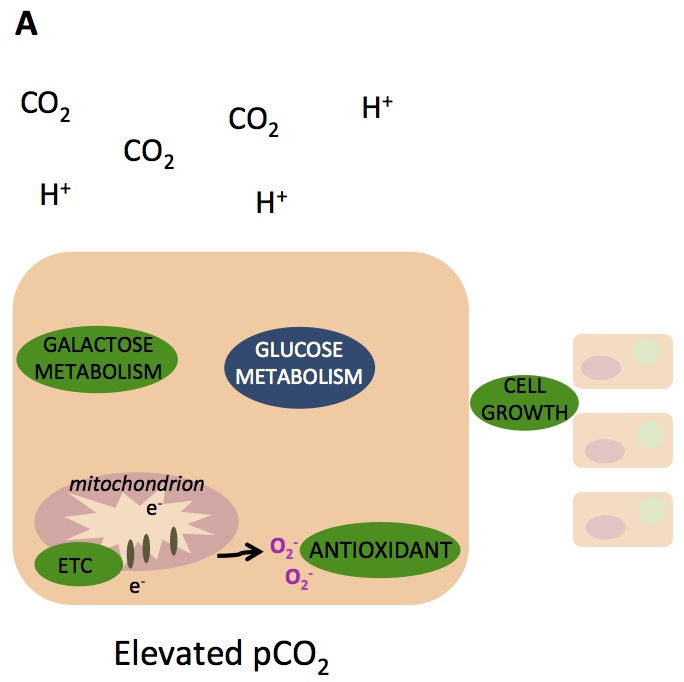 A
CO₂
CO₂
H⁺
CO₂
H⁺
H⁺
GALACTOSE
METABOLISM
GLUCOSE
METABOLISM
CELL
GROWTH
mitochondrion
e⁻
ETC
e⁻
O₂⁻
O₂⁻
ANTIOXIDANT
Elevated pCO₂